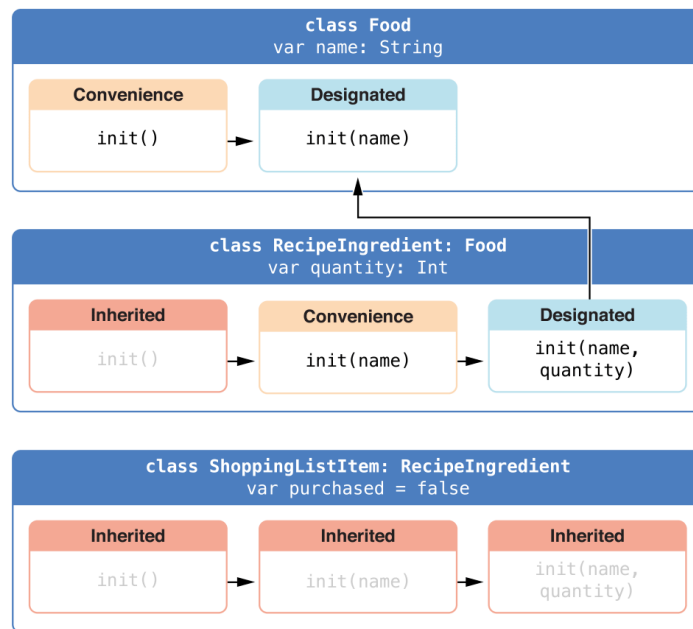 class Food
var name: String
Convenience
Designated
init()
init(name)
class RecipeIngredient: Food
var quantity: Int
Inherited
Convenience
Designated
init()
init(name)
init(name,
quantity)
class ShoppingListItem: RecipeIngredient
var purchased = false
Inherited
Inherited
Inherited
init()
init(name)
init(name,
quantity)